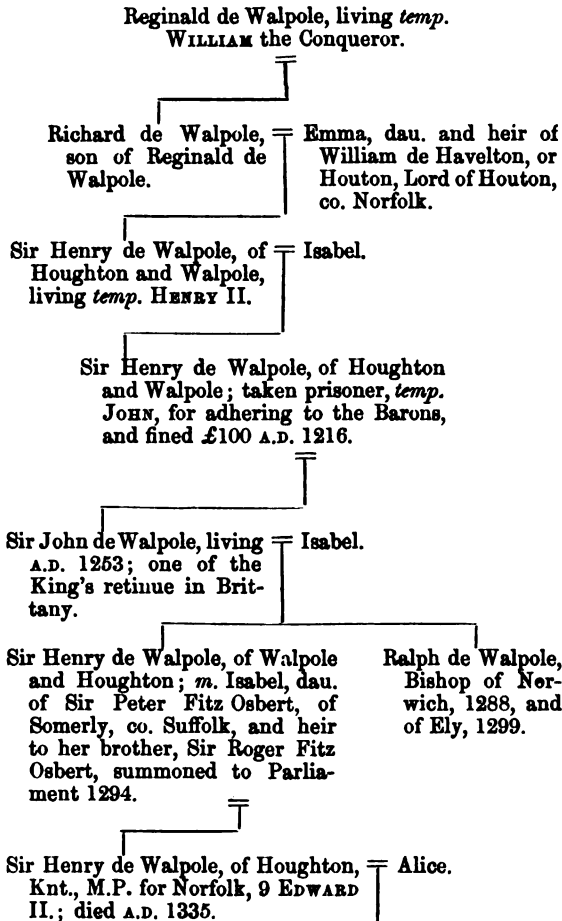 Reginald de Walpole, living temp.
WILLIAM the Conqueror.
Richard de Walpole,
son of Reginald de
Walpole.
Emma, dau. and heir of
William de Havelton, or
Houton, Lord of Houton,
co. Norfolk.
Sir Henry de Walpole, of
Houghton and Walpole,
living temp. HENRY II.
Isabel.
Sir Henry de Walpole, of Houghton
and Walpole; taken prisoner, temp.
JOHN, for adhering to the Barons,
and fined £100 A.D. 1216.
Sir John de Walpole, living
A.D. 1253; one of the
King's retinue in Brit-
tany.
Isabel.
Sir Henry de Walpole, of Walpole
and Houghton; m. Isabel, dau.
of Sir Peter Fitz Osbert, of
Somerly, co. Suffolk, and heir
to her brother, Sir Roger Fitz
Osbert, summoned to Parlia-
ment 1294.
Ralph de Walpole,
Bishop of Nor-
wich, 1288, and
of Ely, 1299.
Sir Henry de Walpole, of Houghton,
Knt., M.P. for Norfolk, 9 EDWARD
II.; died A.D. 1335.
Alice.